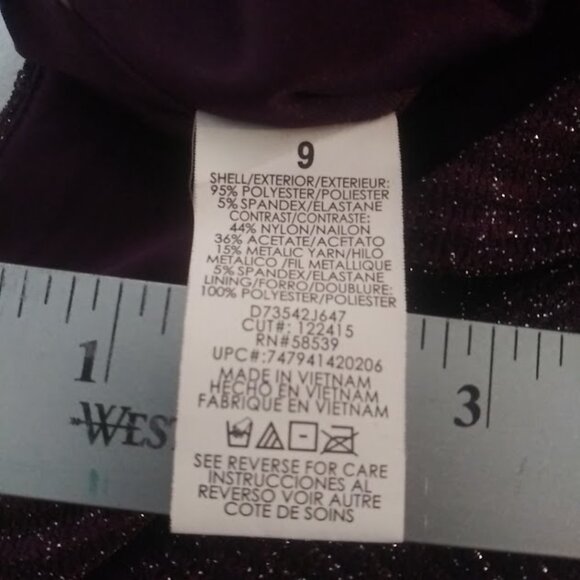 9
SHELL/EXTERIOR/EXTERIEUR:
95% POLYESTER/POLIESTER
5% SPANDEX/ELASTANE
CONTRAST/CONTRASTE:
44% NYLON/NAILON
36% ACETATE/ACFTATO
15% METALIC YARN/HILO
METALICO /FIL METALLIQUE
5% SPANDEX/ELASTANE
LINING/FORRO/DOUBLURE:
100% POLYESTER/POLIESTER
D73542J647
CUT#: 122415
RN#58539
UPC#:747941420206
MADE IN VIETNAM
HECHO EN VIETNAM
FABRIQUE EN VIETNAM
SEE REVERSE FOR CARE
INSTRUCCIONES AL
REVERSO VOIR AUTRE
COTE DE SOINS
1
WEST
3